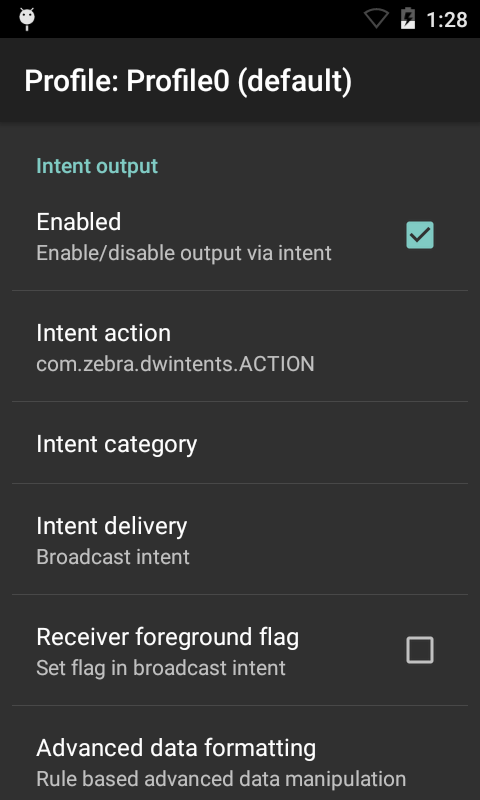 1:28
Profile: Profile0 (default)
Intent output
Enabled
Enable/disable output via intent
Intent action
com.zebra.dwintents.ACTION
Intent category
Intent delivery
Broadcast intent
Receiver foreground flag
Set flag in broadcast intent
Advanced data formatting
Rule based advanced data manipulation